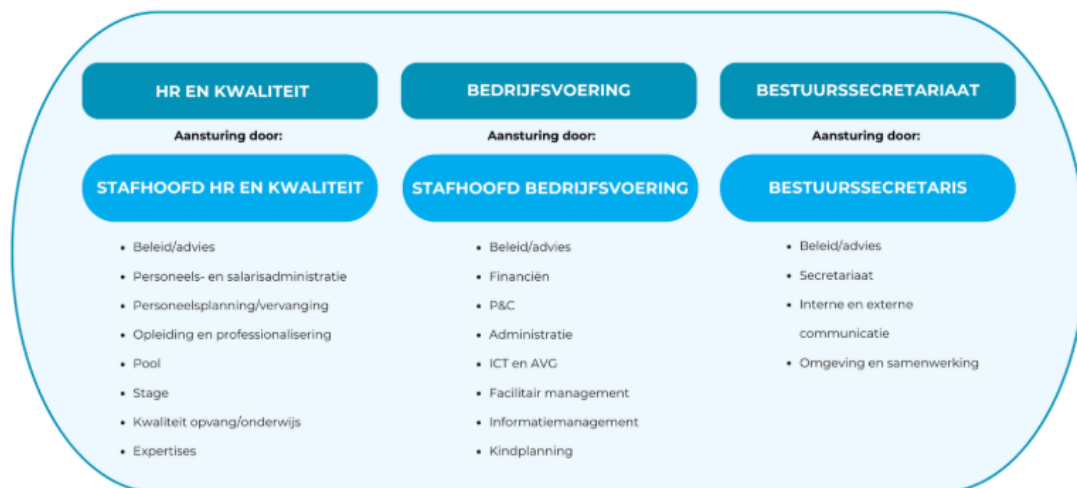 HR EN KWALITEIT
Aansturing door:
STAFHOOFD HR EN KWALITEIT
• Beleid/advies
• Personeels- en salarisadministratie
• Personeelsplanning/vervanging
• Opleiding en professionalisering
• Pool
• Stage
• Kwaliteit opvang/onderwijs
• Expertises
BEDRIJFSVOERING
Aansturing door:
STAFHOOFD BEDRIJFSVOERING
• Beleid/advies
• Financiën
• P&C
• Administratie
• ICT en AVG
• Facilitair management
• Informatiemanagement
• Kindplanning
BESTUURSSECRETARIAAT
Aansturing door:
BESTUURSSECRETARIS
• Beleid/advies
• Secretariaat
• Interne en externe
communicatie
• Omgeving en samenwerking